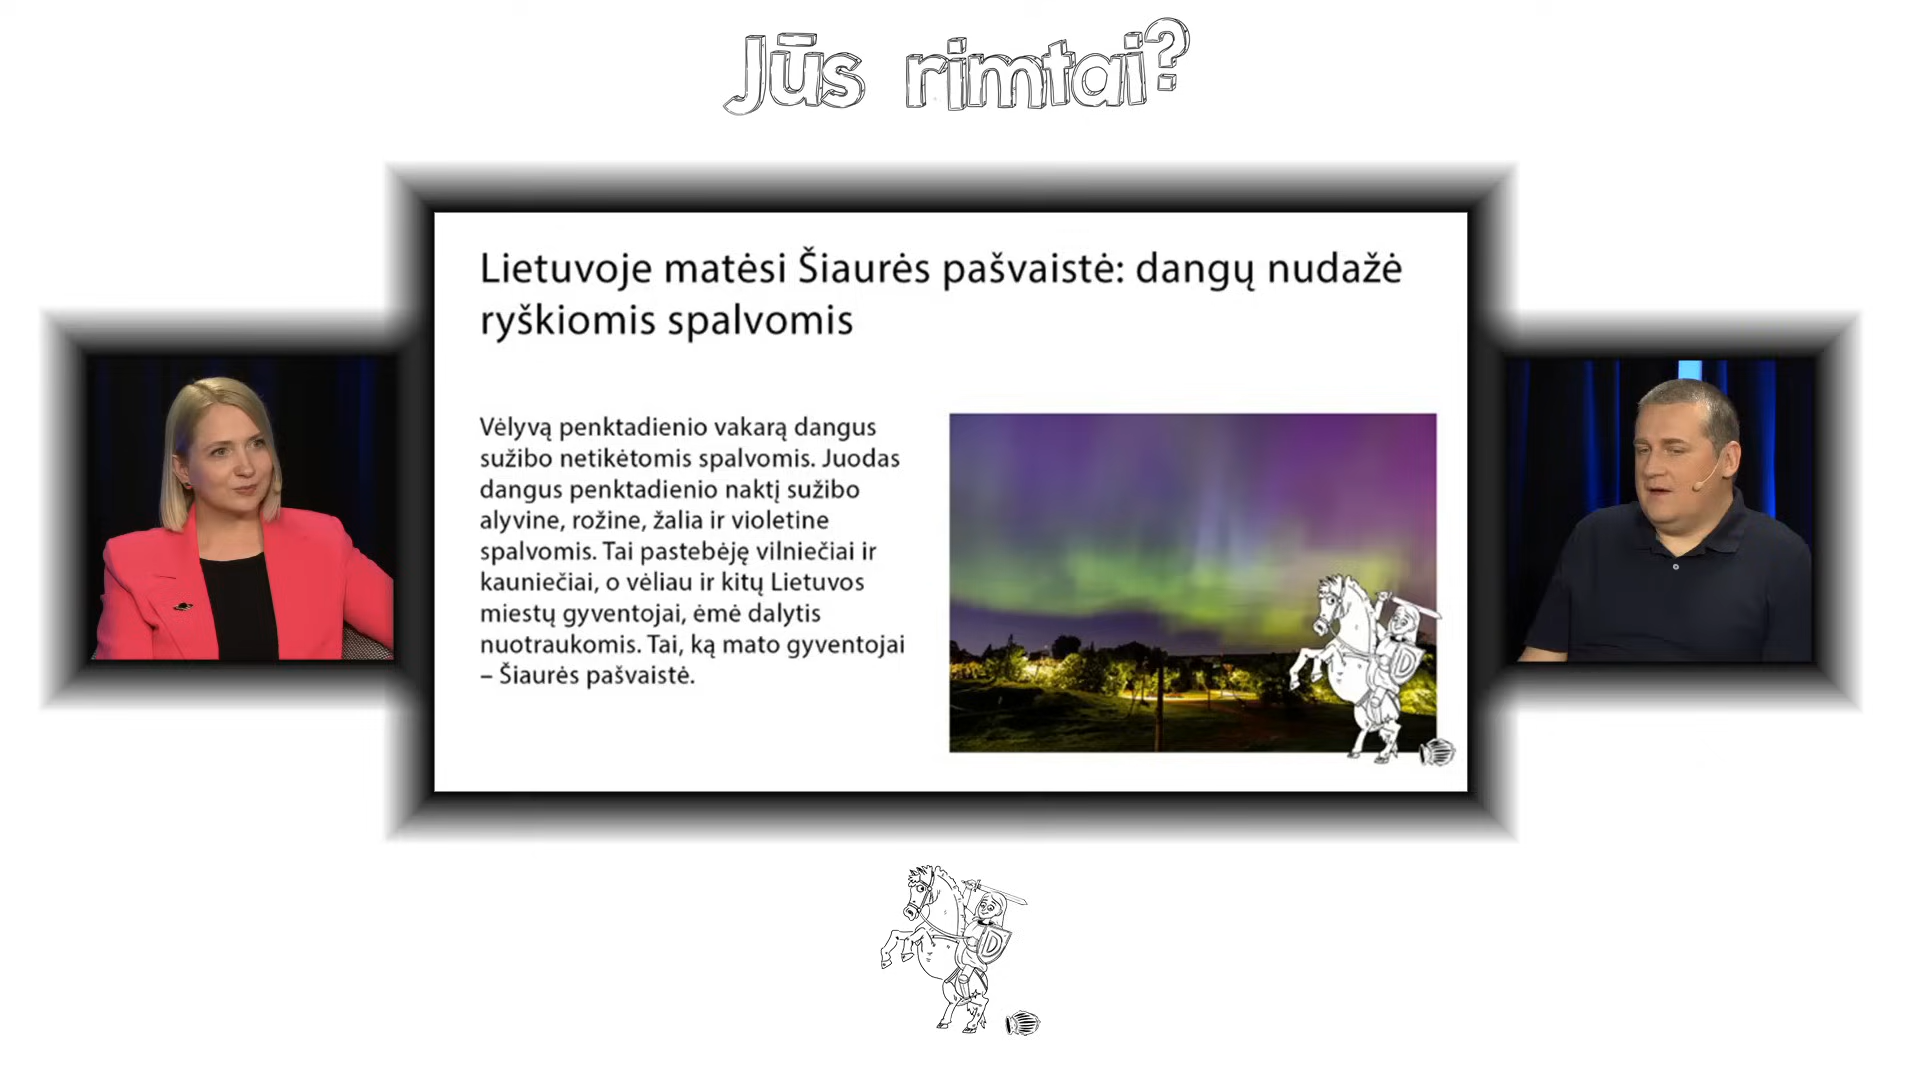 Jūs rimtai?
Lietuvoje matėsi Šiaurės pašvaistė: dangų nudažė
ryškiomis spalvomis
Vėlyvą penktadienio vakarą dangus
sužibo netikėtomis spalvomis. Juodas
dangus penktadienio naktį sužibo
alyvine, rožine, žalia ir violetine
spalvomis. Tai pastebėję vilniečiai ir
kauniečiai, o vėliau ir kitų Lietuvos
miestų gyventojai, ėmė dalytis
nuotraukomis. Tai, ką mato gyventojai
– Šiaurės pašvaistė.
D
D